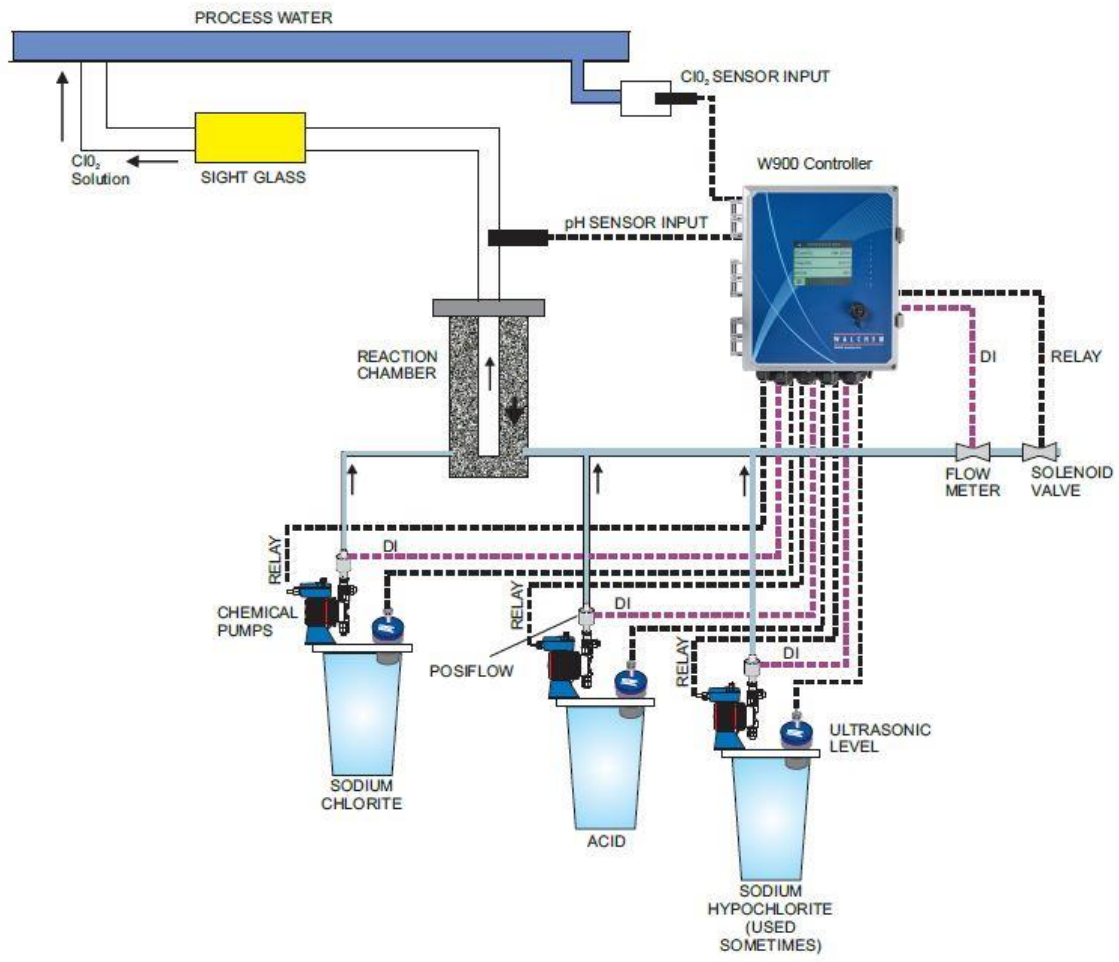 PROCESS WATER
Cl0₂ SENSOR INPUT
Cl0₂
Solution
SIGHT GLASS
W900 Controller
pH SENSOR INPUT
REACTION
CHAMBER
WALCHEM
DI
RELAY
FLOW
METER
SOLENOID
VALVE
RELAY
DI
CHEMICAL
PUMPS
RELAY
DI
POSIFLOW
RELAY
DI
ULTRASONIC
LEVEL
SODIUM
CHLORITE
ACID
SODIUM
HYPOCHLORITE
(USED
SOMETIMES)